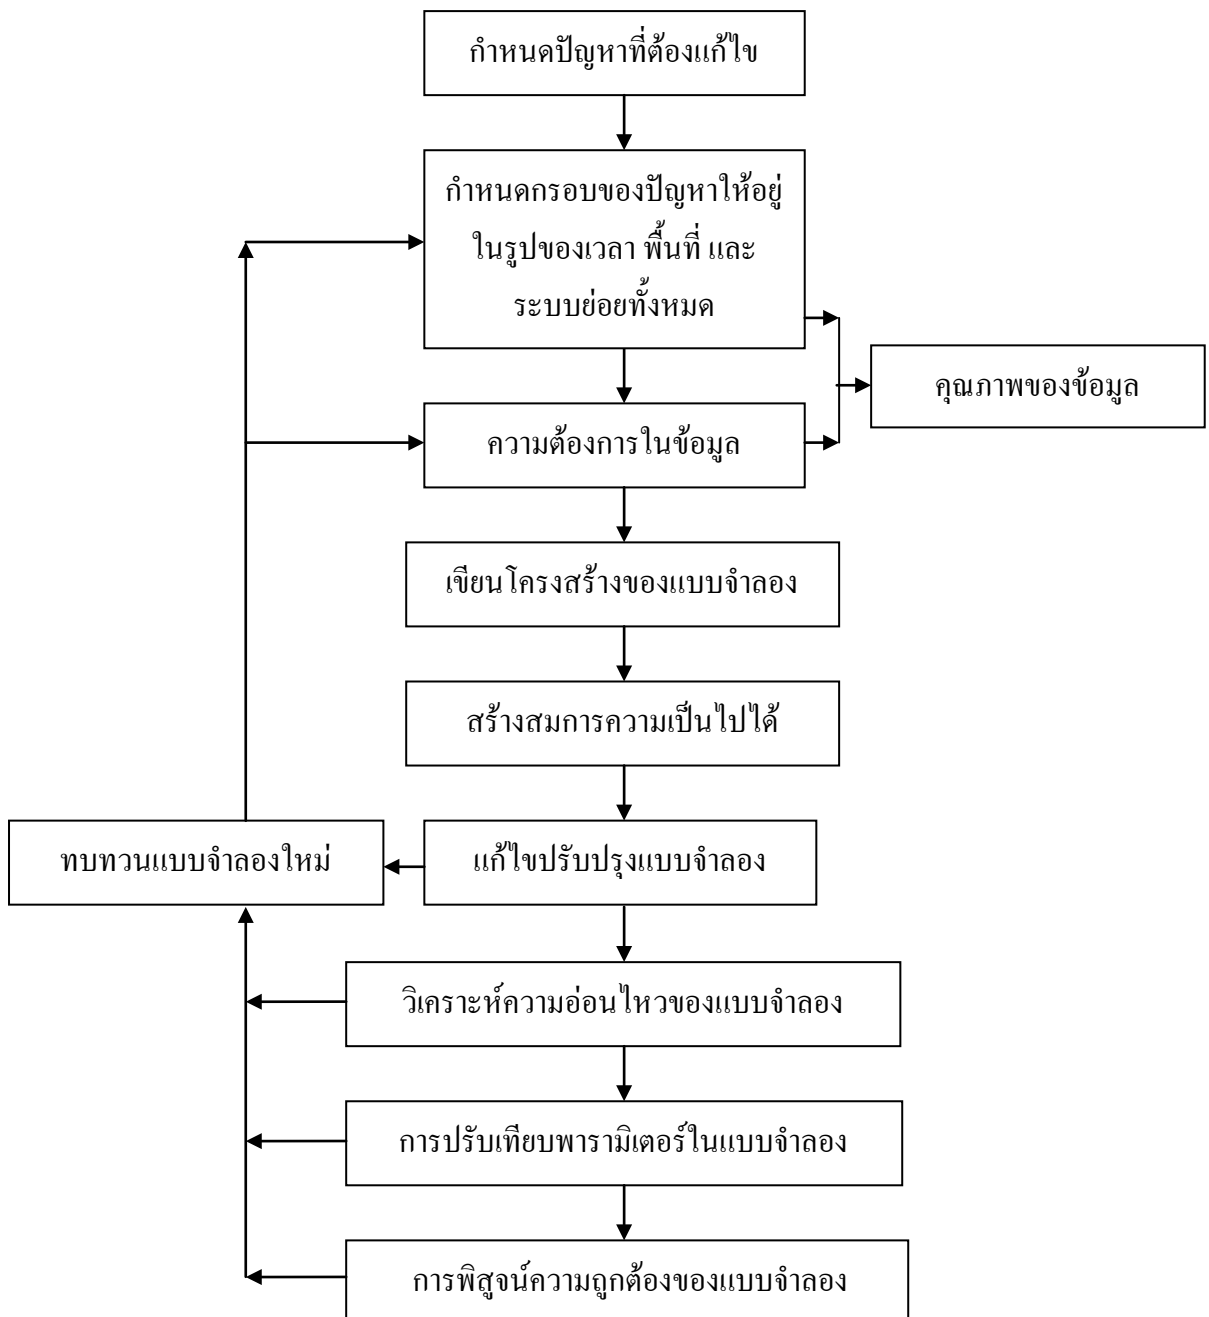 กำหนดปัญหาที่ต้องแก้ไข
กำหนดกรอบของปัญหาให้อยู่
ในรูปของเวลา พื้นที่ และ
ระบบย่อยทั้งหมด
คุณภาพของข้อมูล
ความต้องการในข้อมูล
เขียนโครงสร้างของแบบจำลอง
สร้างสมการความเป็นไปได้
ทบทวนแบบจำลองใหม่
แก้ไขปรับปรุงแบบจำลอง
วิเคราะห์ความอ่อนไหวของแบบจำลอง
การปรับเทียบพารามิเตอร์ในแบบจำลอง
การพิสูจน์ความถูกต้องของแบบจำลอง